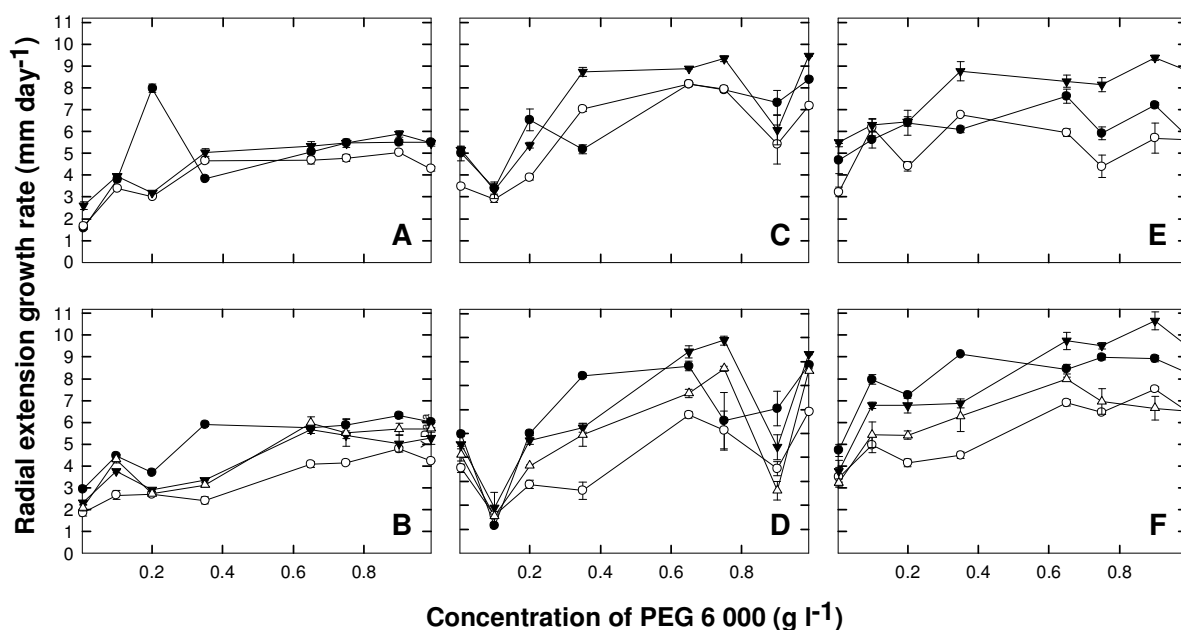 Radial extension growth rate (mm day-1)
11
10
9
8
7
6
5
4
3
2
1
0
A
C
E
11
10
9
8
7
6
5
4
3
2
1
0
B
D
F
0.2 0.4 0.6 0.8 0.2 0.4 0.6 0.8 0.2 0.4 0.6 0.8
Concentration of PEG 6 000 (g l-1)